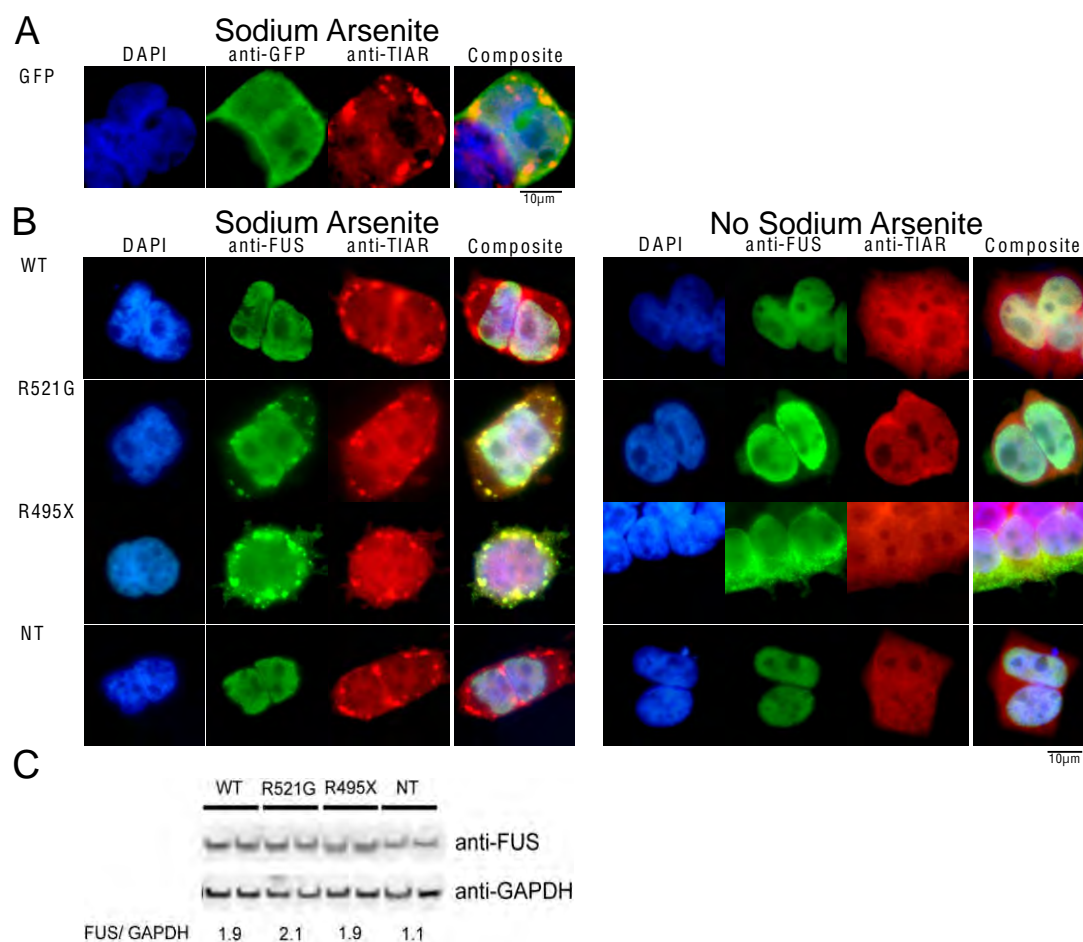 A
Sodium Arsenite
DAPI anti-GFP anti-TIAR Composite
GFP
10µm
B
Sodium Arsenite
DAPI anti-FUS anti-TIAR Composite
WT
R521G
R495X
NT
No Sodium Arsenite
DAPI anti-FUS anti-TIAR Composite
10µm
C
WT R521G R495X NT
anti-FUS
anti-GAPDH
FUS/ GAPDH 1.9 2.1 1.9 1.1